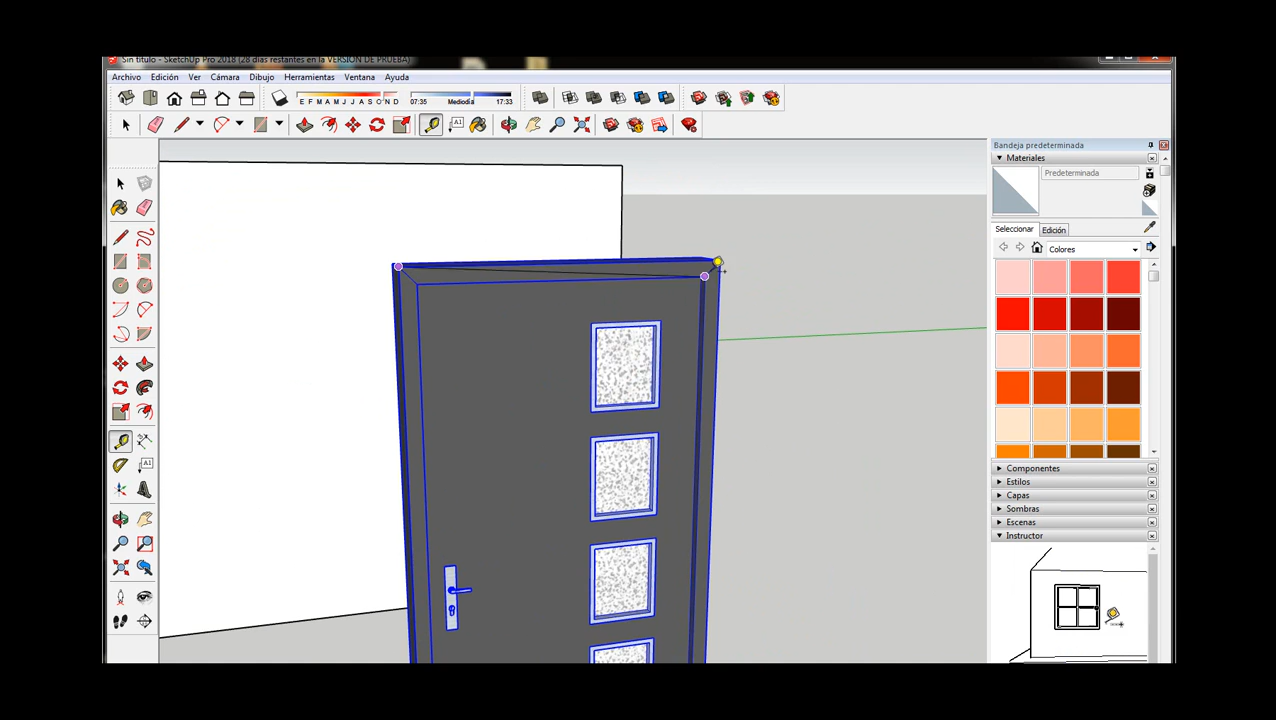 Sin título - SketchUp Pro 2018 (28 días restantes en la VERSIÓN DE PRUEBA)
Archivo Edición Ver Cámara Dibujo Herramientas Ventana Ayuda
E F M A M J J A S O N D 07:35 Mediodía 17:33
A1
Bandeja predeterminada
Materiales
Predeterminada
Seleccionar Edición
Colores
A1
Componentes
Estilos
Capas
Sombras
Escenas
Instructor